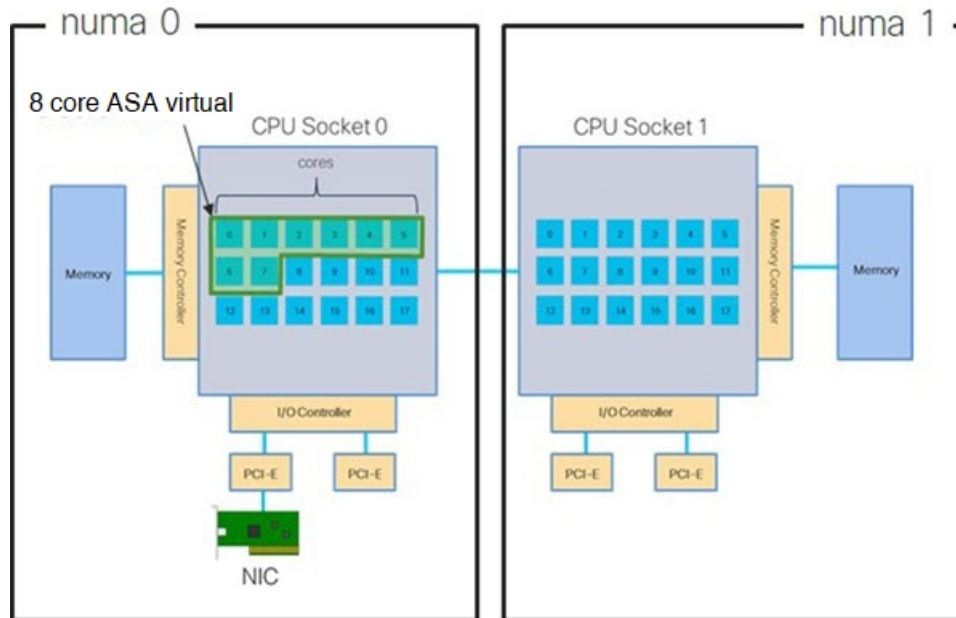 numa 0
numa 1
8 core ASA virtual
CPU Socket 0
CPU Socket 1
cores
Memory
Memory Controller
0 1 2 3 4 5
6 7 8 9 10 11
12 13 14 15 16 17
0 1 2 3 4 5
6 7 8 9 10 11
12 13 14 15 16 17
Memory Controller
Memory
I/O Controller
I/O Controller
PCI-E
PCI-E
PCI-E
PCI-E
NIC